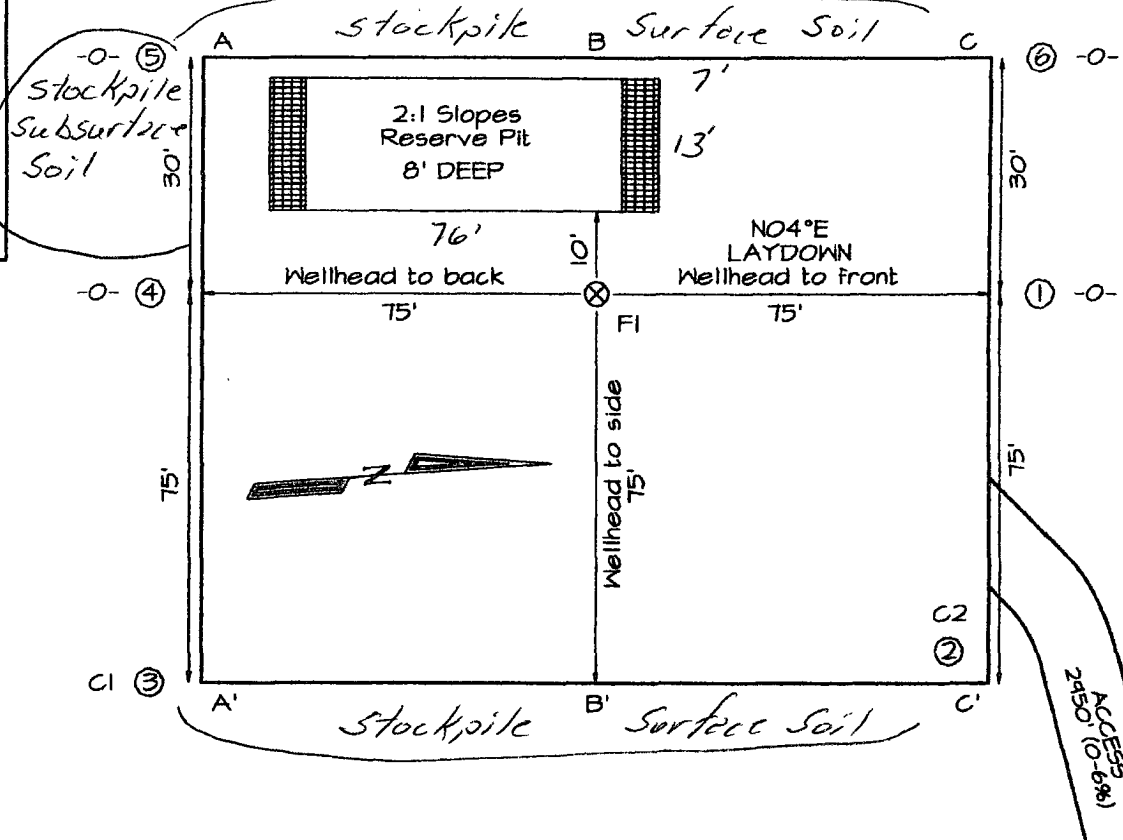 stockpile Surface Soil
A B C
-0- ⑤
⑥ -0-
stockpile
subsurface
Soil
30'
2:1 Slopes
Reserve Pit
8' DEEP
7'
13'
30'
76'
10'
N04°E
LAYDOWN
Wellhead to back
Wellhead to front
-0- ④
① -0-
75'
75'
F1
75'
N
Wellhead to side
75'
75'
C2
②
C1 ③
A' B' C'
stockpile Surface Soil
ACCESS
2950' (0-6%)